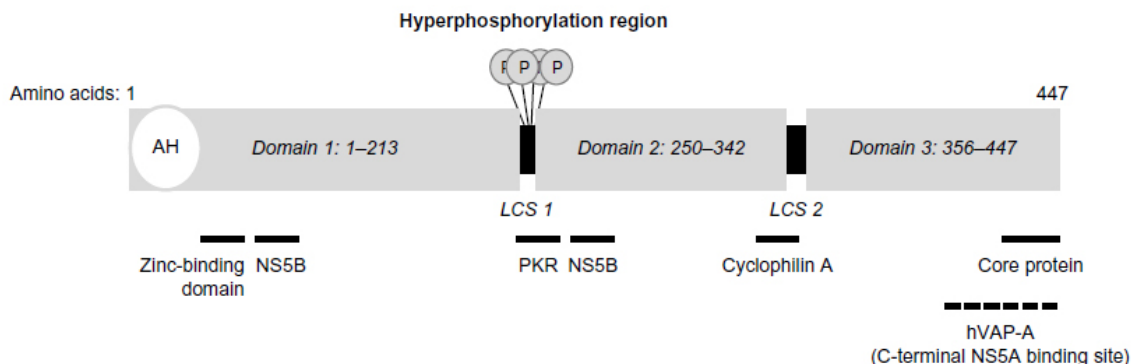 Hyperphosphorylation region
P P P P
Amino acids: 1 447
AH Domain 1: 1–213 Domain 2: 250–342 Domain 3: 356–447
LCS 1 LCS 2
Zinc-binding domain NS5B PKR NS5B Cyclophilin A Core protein
hVAP-A
(C-terminal NS5A binding site)